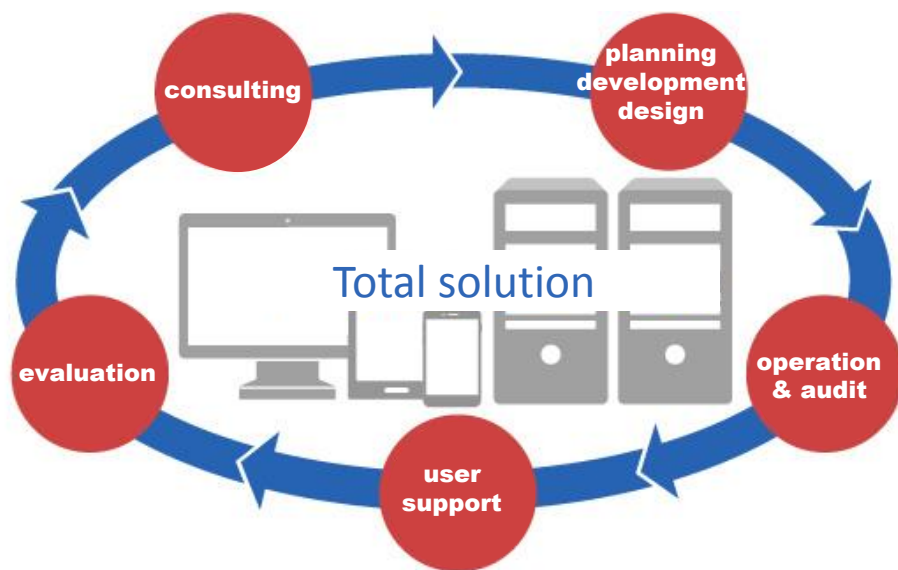 consulting
planning
development
design
Total solution
operation
& audit
user
support
evaluation